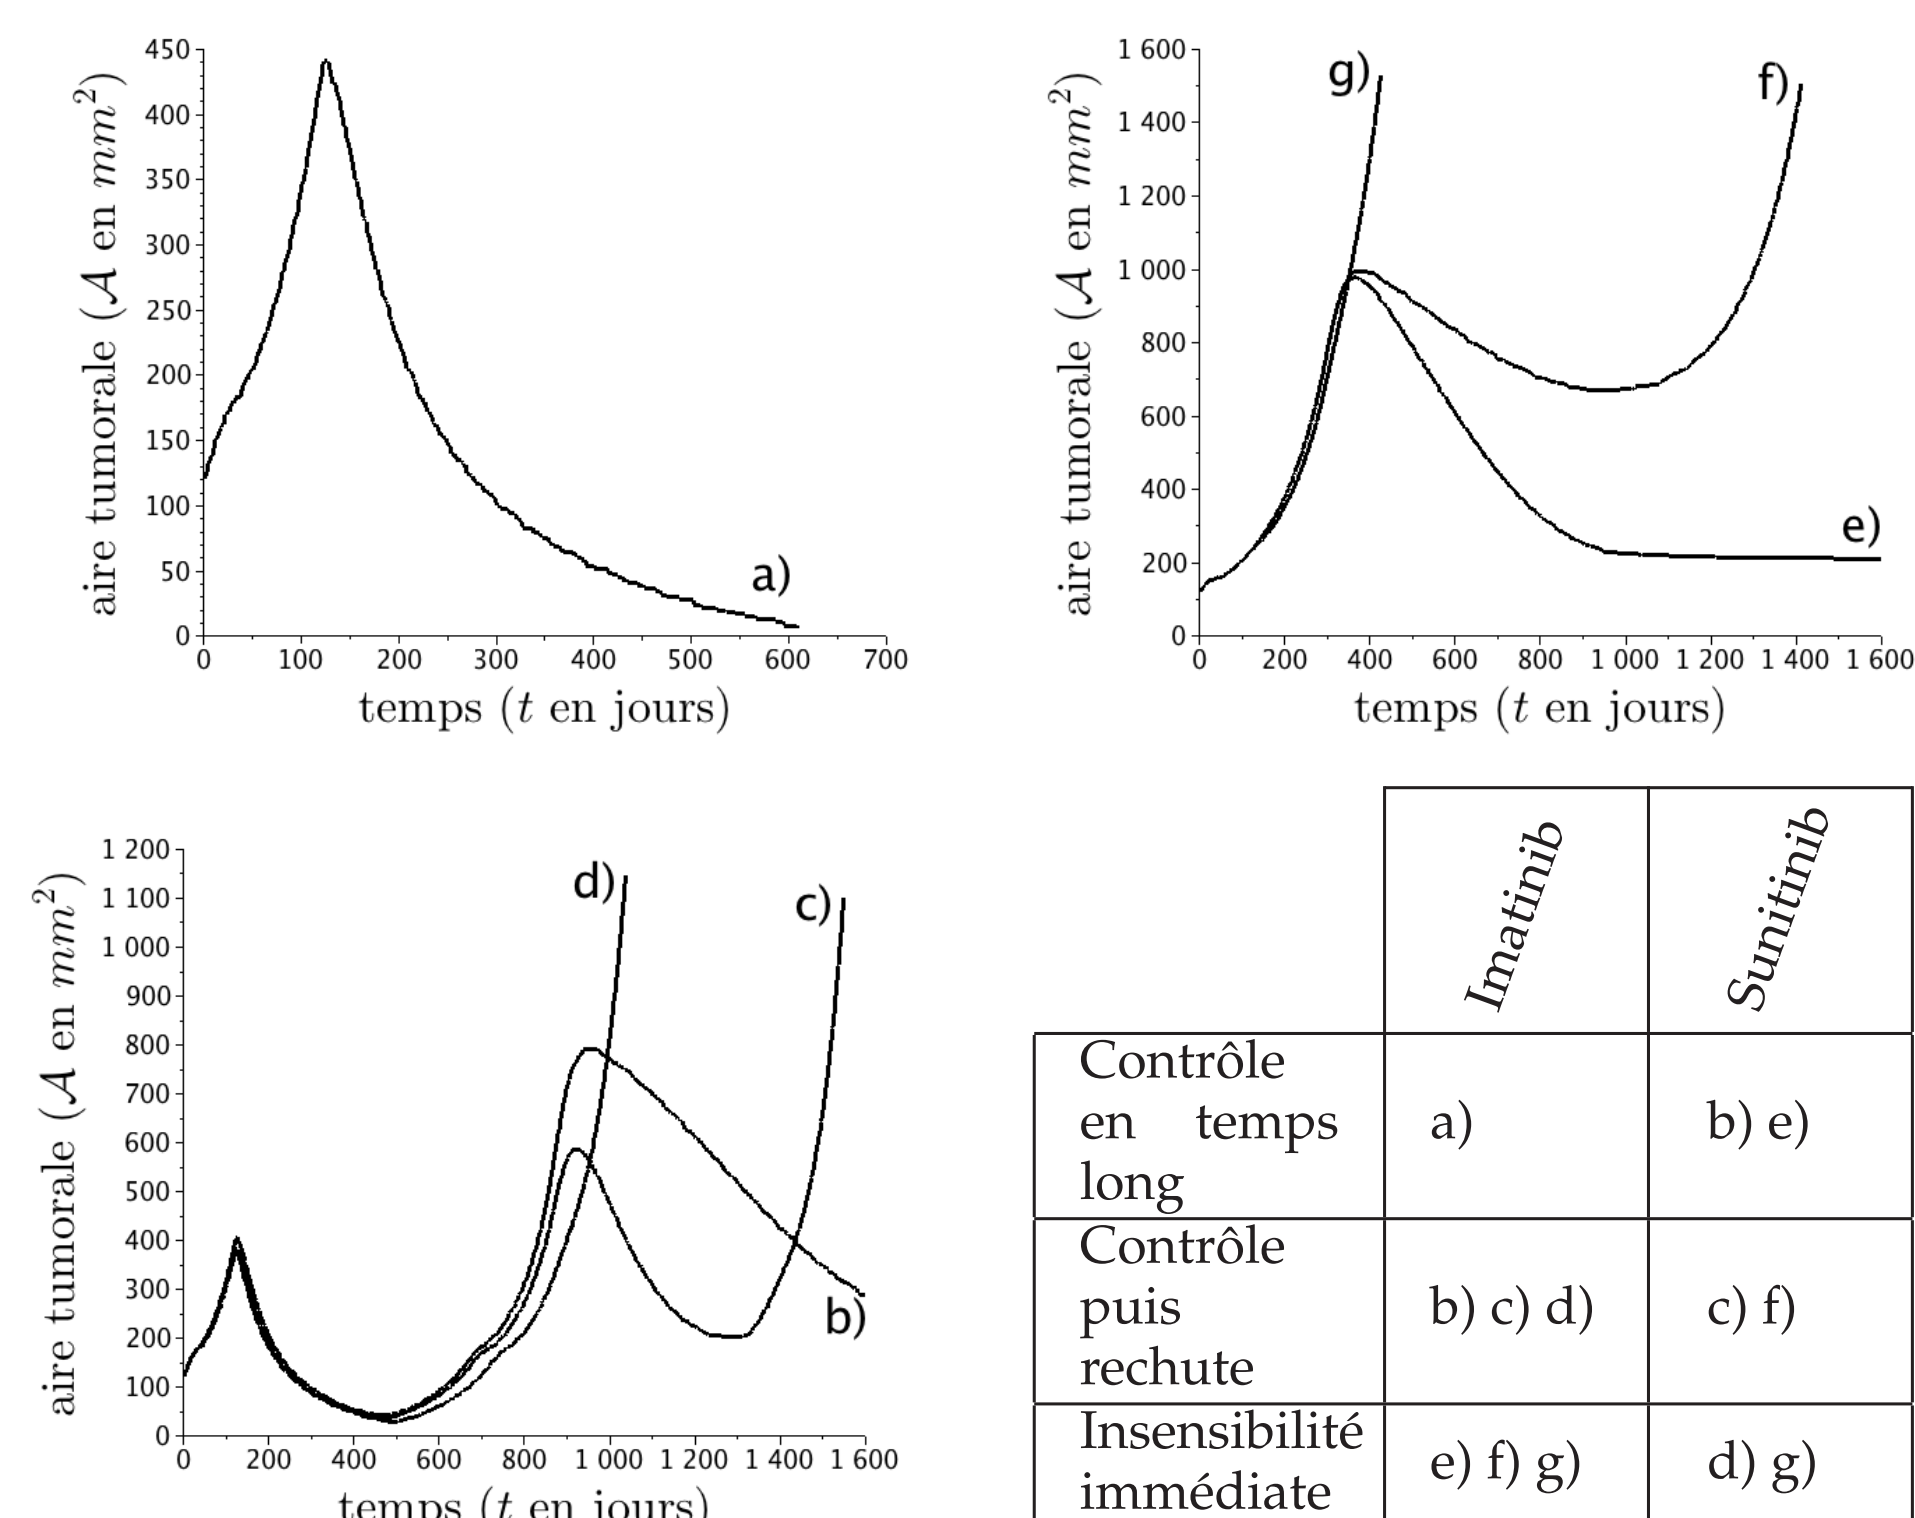 450
400
350
300
250
200
150
100
50
0
aire tumorale (𝒜 en mm²)
a)
0 100 200 300 400 500 600 700
temps (t en jours)
1 600
1 400
1 200
1 000
800
600
400
200
0
aire tumorale (𝒜 en mm²)
g)
f)
e)
0 200 400 600 800 1 000 1 200 1 400 1 600
temps (t en jours)
1 200
1 100
1 000
900
800
700
600
500
400
300
200
100
0
aire tumorale (𝒜 en mm²)
d)
c)
b)
0 200 400 600 800 1 000 1 200 1 400 1 600
temps (t en jours)
Imatinib Sunitinib
Contrôle
en temps a) b) e)
long
Contrôle
puis b) c) d) c) f)
rechute
Insensibilité
immédiate e) f) g) d) g)